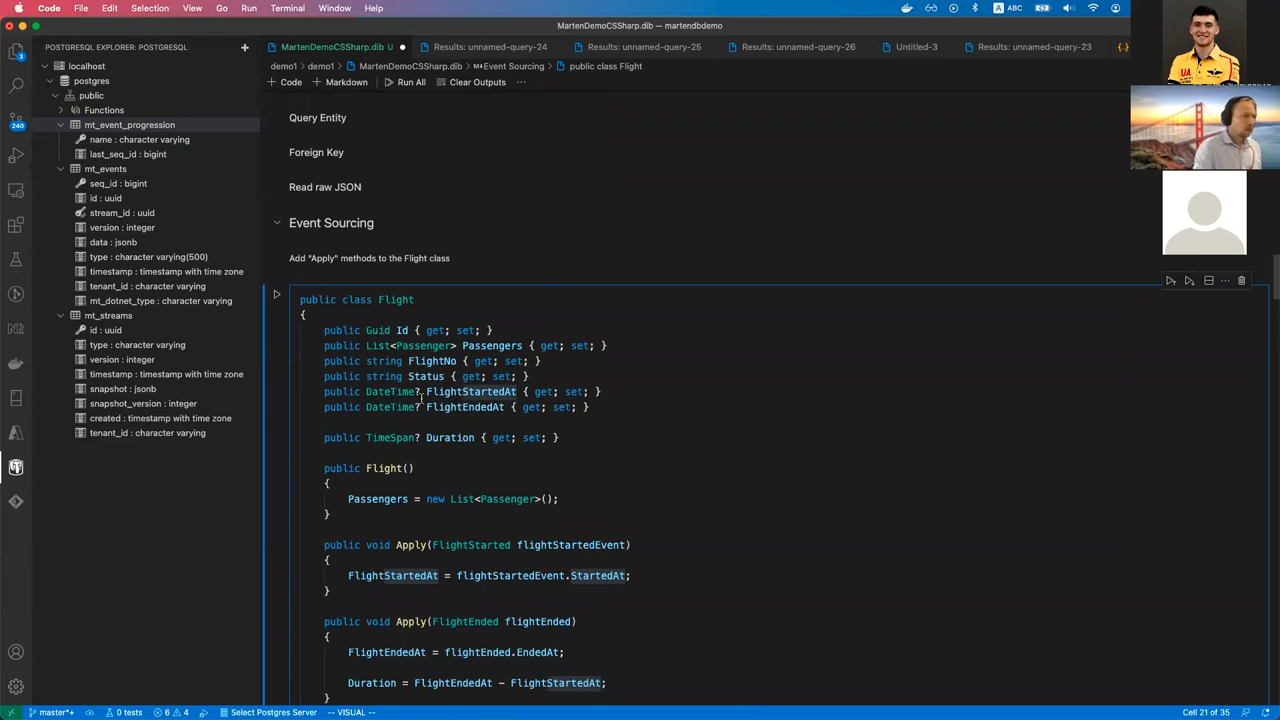 Code File Edit Selection View Go Run Terminal Window Help ABC
MartenDemoCSSharp.dib — martendbdemo
POSTGRESQL EXPLORER: POSTGRESQL
MartenDemoCSSharp.dib U Results: unnamed-query-24 Results: unnamed-query-25 Results: unnamed-query-26 Untitled-3 Results: unnamed-query-23
demo1 > demo1 > MartenDemoCSSharp.dib > Event Sourcing > public class Flight
+ Code + Markdown Run All Clear Outputs ...
localhost
postgres
public
Functions
mt_event_progression
name : character varying
last_seq_id : bigint
mt_events
seq_id : bigint
id : uuid
stream_id : uuid
version : integer
data : jsonb
type : character varying(500)
timestamp : timestamp with time zone
tenant_id : character varying
mt_dotnet_type : character varying
mt_streams
id : uuid
type : character varying
version : integer
timestamp : timestamp with time zone
snapshot : jsonb
snapshot_version : integer
created : timestamp with time zone
tenant_id : character varying
3
240
Query Entity
Foreign Key
Read raw JSON
Event Sourcing
Add "Apply" methods to the Flight class
public class Flight
{
public Guid Id { get; set; }
public List<Passenger> Passengers { get; set; }
public string FlightNo { get; set; }
public string Status { get; set; }
public DateTime? FlightStartedAt { get; set; }
public DateTime? FlightEndedAt { get; set; }
public TimeSpan? Duration { get; set; }
public Flight()
{
Passengers = new List<Passenger>();
}
public void Apply(FlightStarted flightStartedEvent)
{
FlightStartedAt = flightStartedEvent.StartedAt;
}
public void Apply(FlightEnded flightEnded)
{
FlightEndedAt = flightEnded.EndedAt;
Duration = FlightEndedAt - FlightStartedAt;
}
UA
master*+ 0 tests 6 4 Select Postgres Server -- VISUAL -- Cell 21 of 35